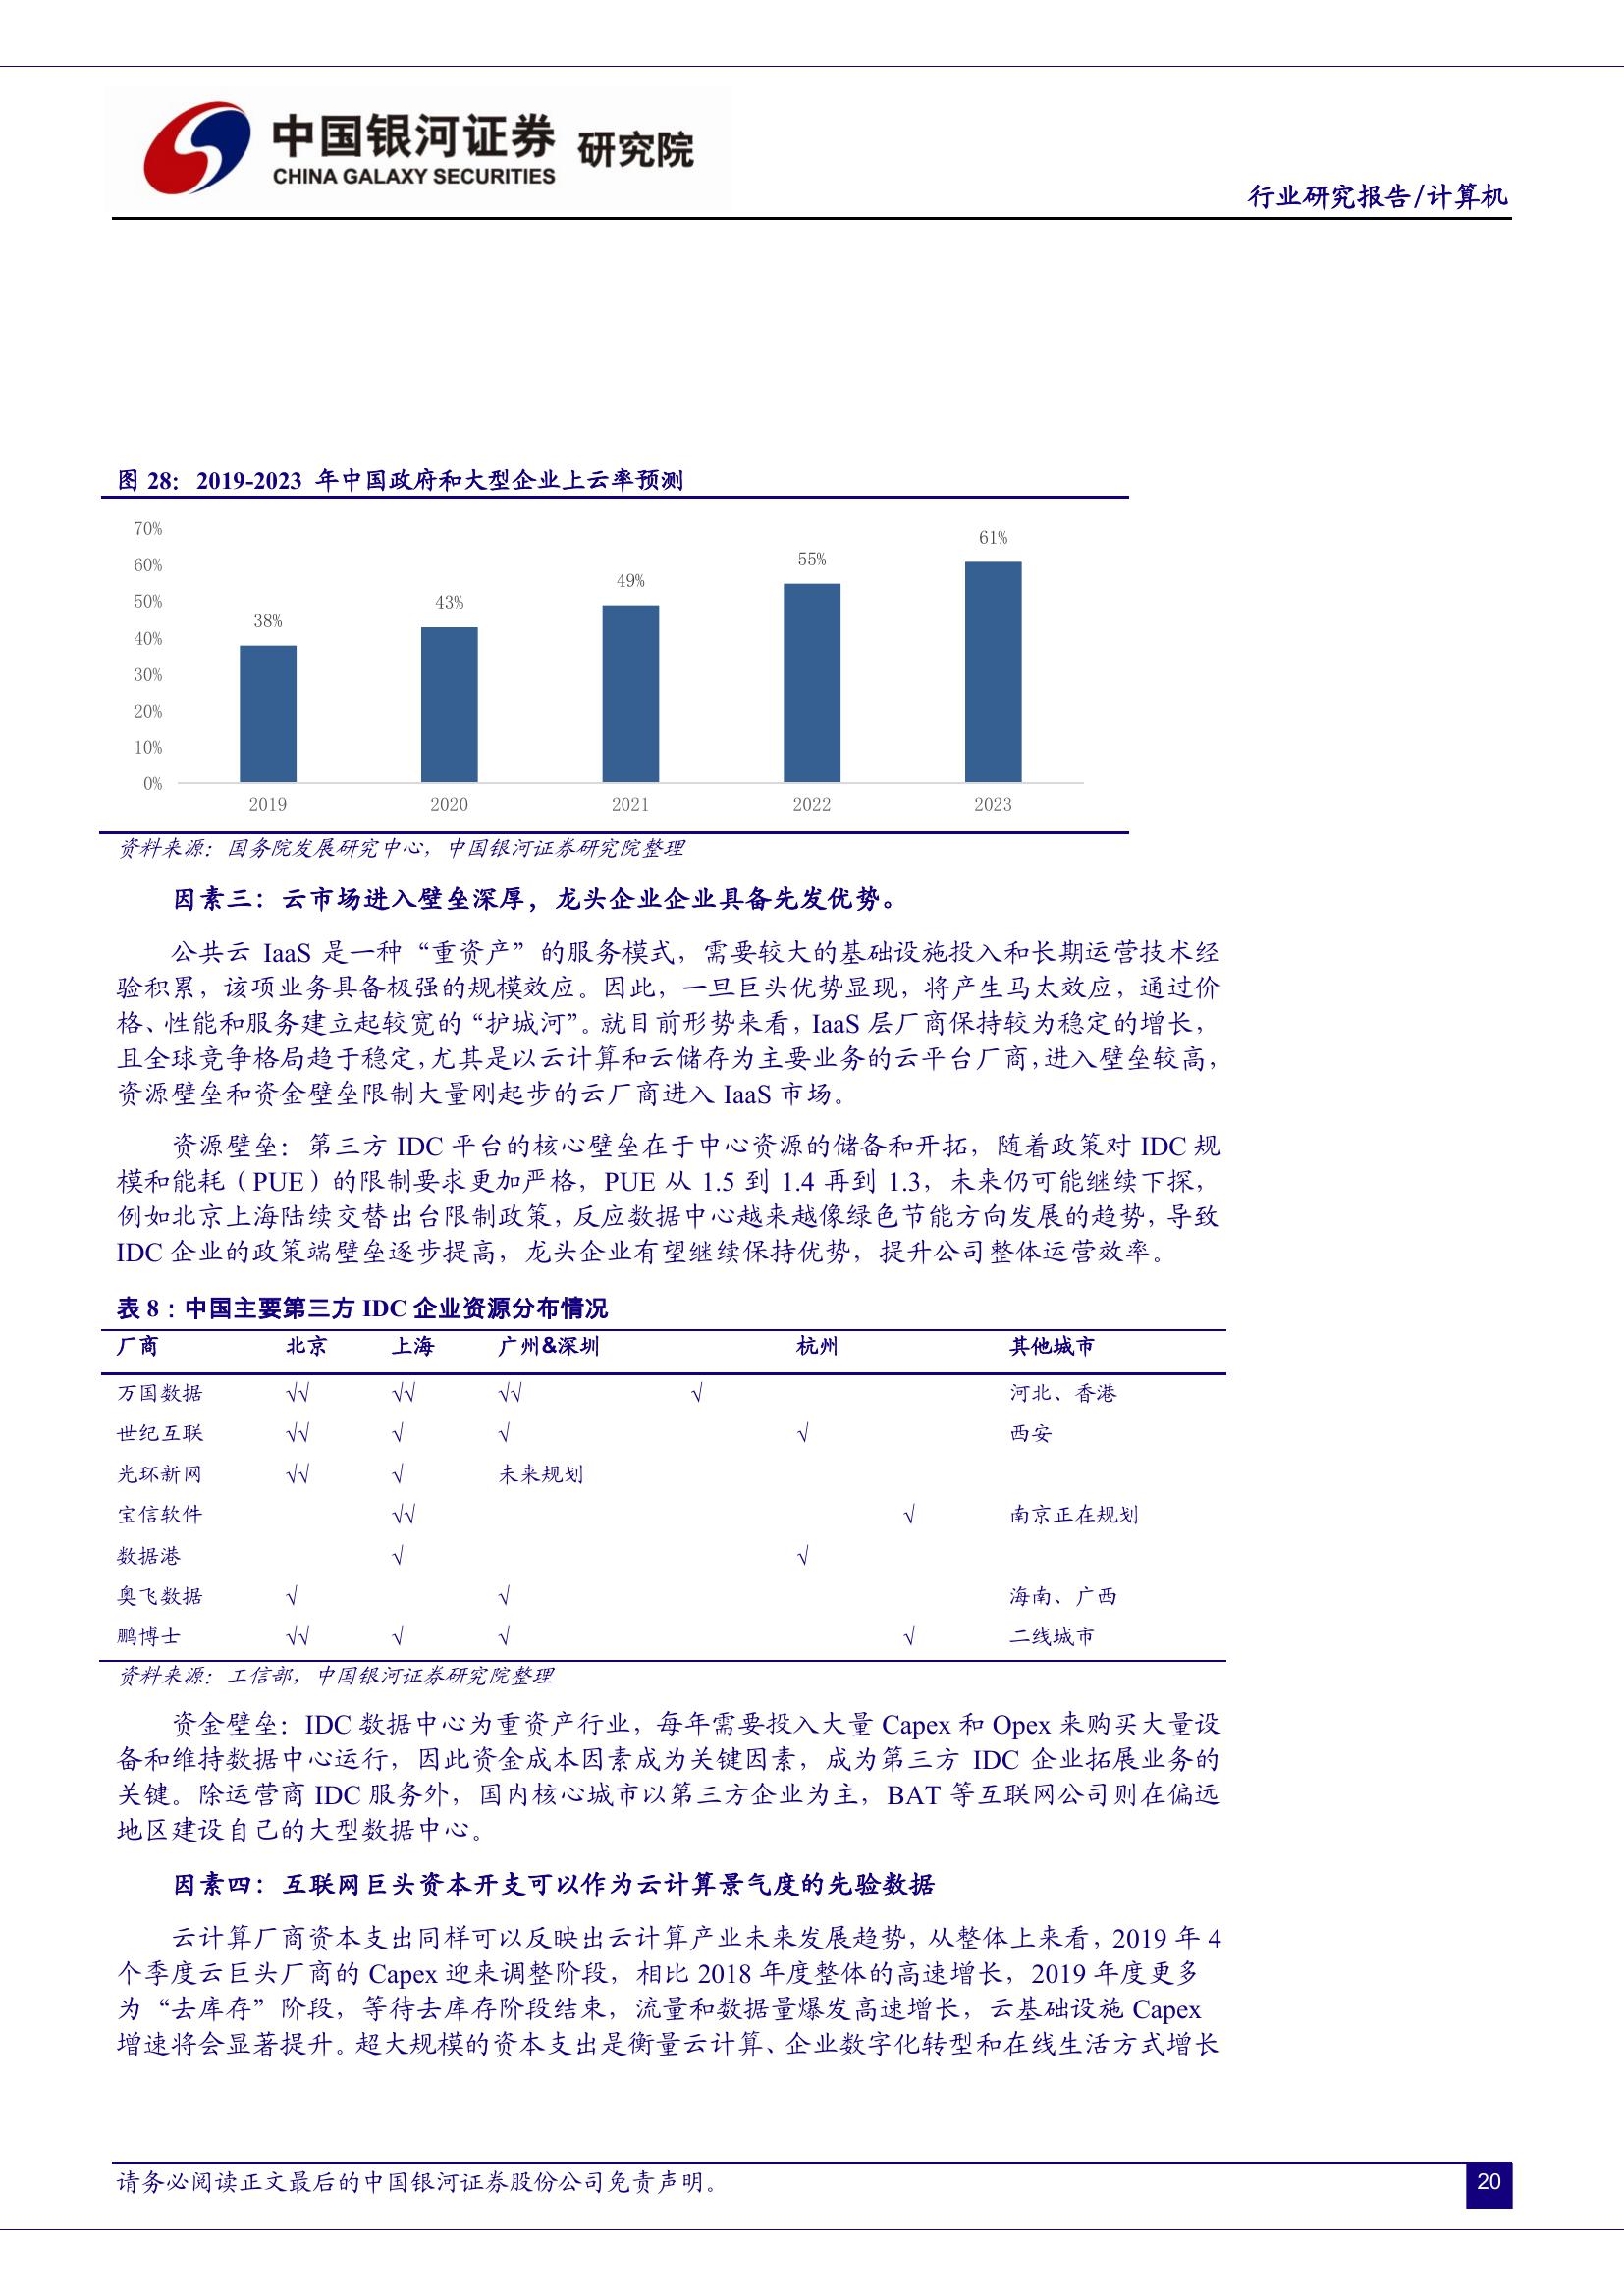 中国银河证券 研究院
CHINA GALAXY SECURITIES
行业研究报告/计算机
图 28：2019-2023 年中国政府和大型企业上云率预测
70%
60%
50%
40%
30%
20%
10%
0%
38%
43%
49%
55%
61%
2019 2020 2021 2022 2023
资料来源：国务院发展研究中心，中国银河证券研究院整理
因素三：云市场进入壁垒深厚，龙头企业企业具备先发优势。
公共云 IaaS 是一种“重资产”的服务模式，需要较大的基础设施投入和长期运营技术经
验积累，该项业务具备极强的规模效应。因此，一旦巨头优势显现，将产生马太效应，通过价
格、性能和服务建立起较宽的“护城河”。就目前形势来看，IaaS 层厂商保持较为稳定的增长，
且全球竞争格局趋于稳定，尤其是以云计算和云储存为主要业务的云平台厂商，进入壁垒较高，
资源壁垒和资金壁垒限制大量刚起步的云厂商进入 IaaS 市场。
资源壁垒：第三方 IDC 平台的核心壁垒在于中心资源的储备和开拓，随着政策对 IDC 规
模和能耗（PUE）的限制要求更加严格，PUE 从 1.5 到 1.4 再到 1.3，未来仍可能继续下探，
例如北京上海陆续交替出台限制政策，反应数据中心越来越像绿色节能方向发展的趋势，导致
IDC 企业的政策端壁垒逐步提高，龙头企业有望继续保持优势，提升公司整体运营效率。
表 8：中国主要第三方 IDC 企业资源分布情况
厂商 北京 上海 广州&深圳 杭州 其他城市
万国数据 √√ √√ √√ √ 河北、香港
世纪互联 √√ √ √ √ 西安
光环新网 √√ √ 未来规划
宝信软件 √√ √ 南京正在规划
数据港 √ √
奥飞数据 √ √ 海南、广西
鹏博士 √√ √ √ √ 二线城市
资料来源：工信部，中国银河证券研究院整理
资金壁垒：IDC 数据中心为重资产行业，每年需要投入大量 Capex 和 Opex 来购买大量设
备和维持数据中心运行，因此资金成本因素成为关键因素，成为第三方 IDC 企业拓展业务的
关键。除运营商 IDC 服务外，国内核心城市以第三方企业为主，BAT 等互联网公司则在偏远
地区建设自己的大型数据中心。
因素四：互联网巨头资本开支可以作为云计算景气度的先验数据
云计算厂商资本支出同样可以反映出云计算产业未来发展趋势，从整体上来看，2019 年 4
个季度云巨头厂商的 Capex 迎来调整阶段，相比 2018 年度整体的高速增长，2019 年度更多
为“去库存”阶段，等待去库存阶段结束，流量和数据量爆发高速增长，云基础设施 Capex
增速将会显著提升。超大规模的资本支出是衡量云计算、企业数字化转型和在线生活方式增长
请务必阅读正文最后的中国银河证券股份公司免责声明。
20